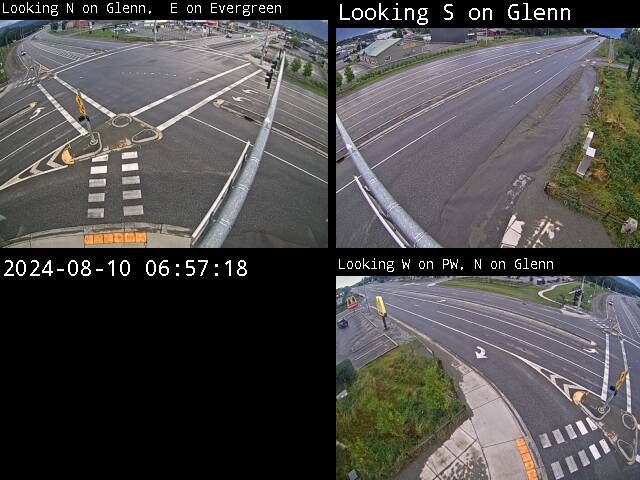 Looking N on Glenn,  E on Evergreen
Looking S on Glenn
2024-08-10 06:57:18
Looking W on PW, N on Glenn